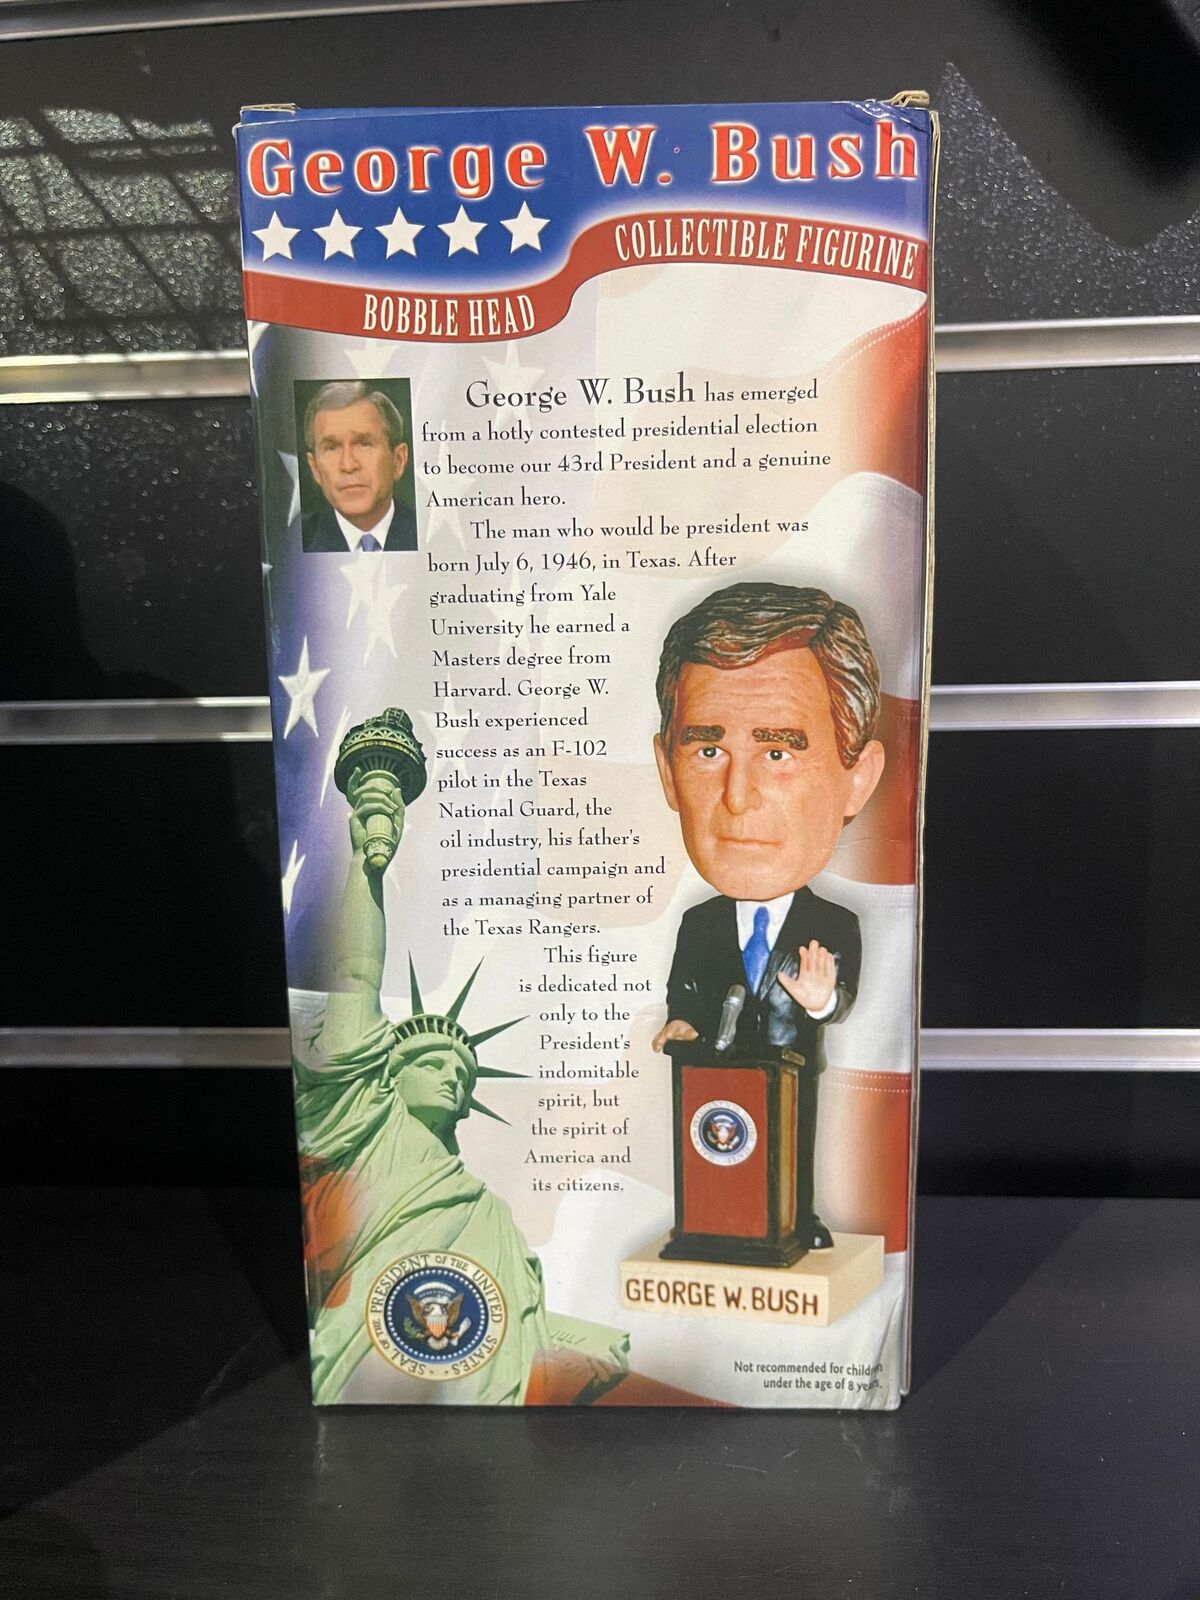 George W. Bush
COLLECTIBLE FIGURINE
BOBBLE HEAD
George W. Bush has emerged
from a hotly contested presidential election
to become our 43rd President and a genuine
American hero.
The man who would be president was
born July 6, 1946, in Texas. After
graduating from Yale
University he earned a
Masters degree from
Harvard. George W.
Bush experienced
success as an F-102
pilot in the Texas
National Guard, the
oil industry, his father's
presidential campaign and
as a managing partner of
the Texas Rangers.
This figure
is dedicated not
only to the
President's
indomitable
spirit, but
the spirit of
America and
its citizens.
SEAL OF THE PRESIDENT OF THE UNITED STATES
GEORGE W. BUSH
Not recommended for children
under the age of 8 years.